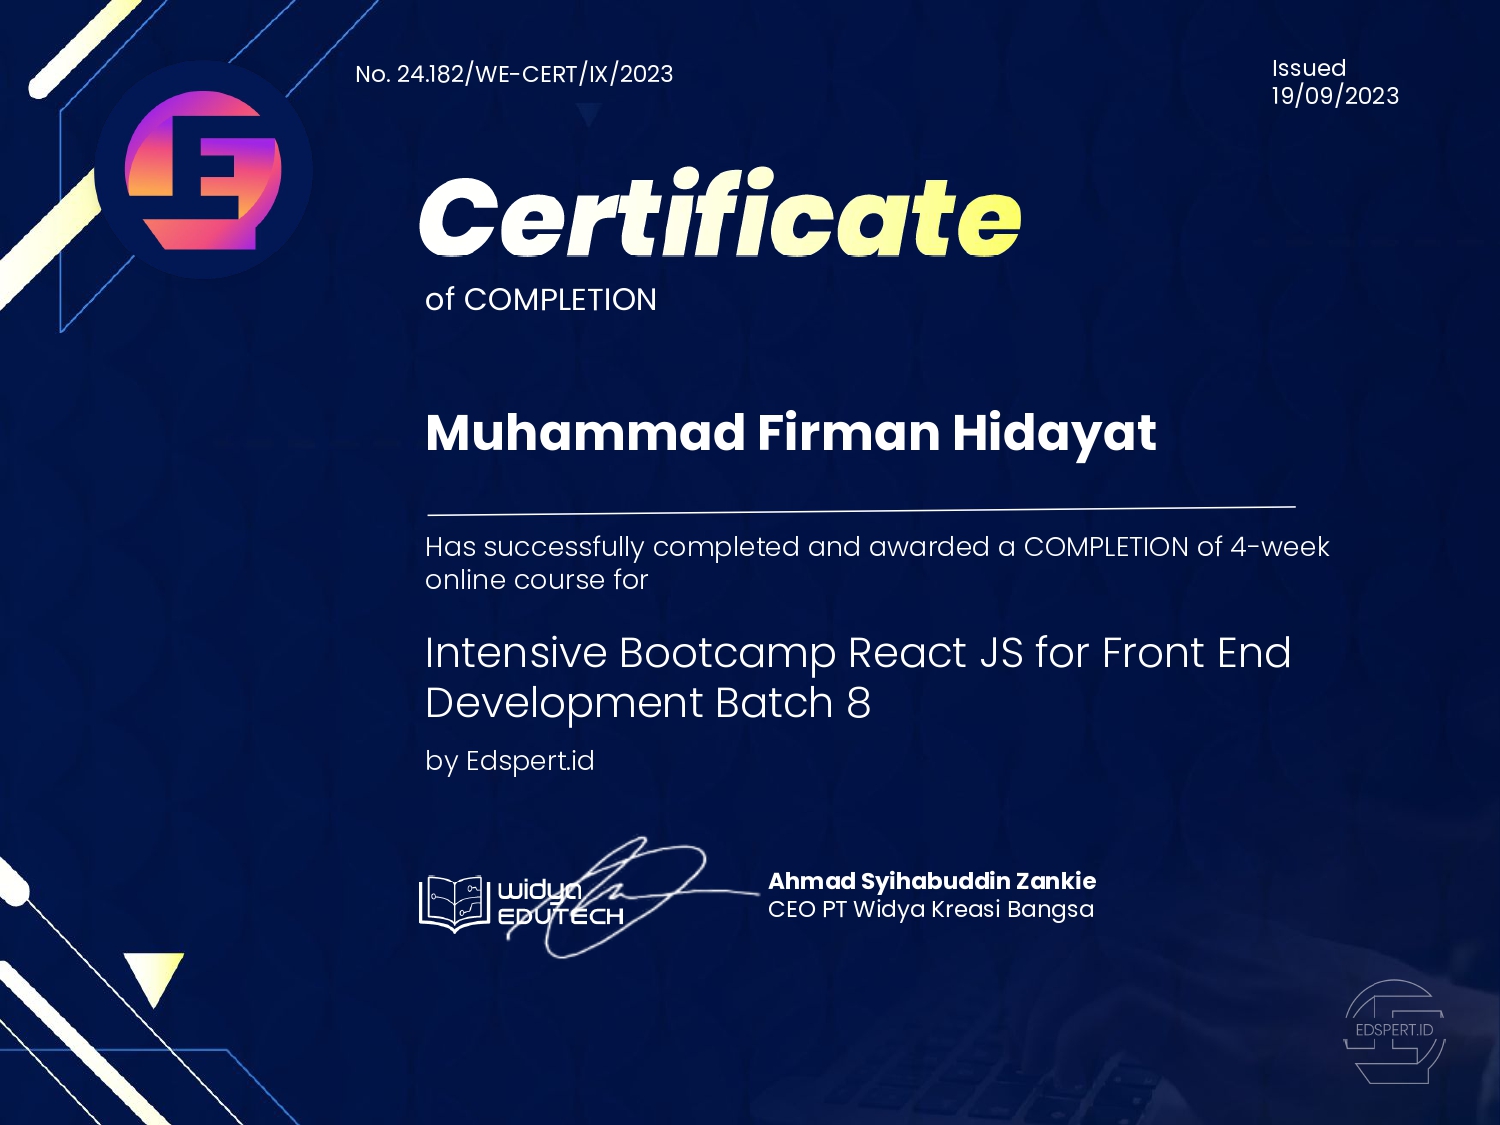 No. 24.182/WE-CERT/IX/2023
Issued
19/09/2023
Certificate
of COMPLETION
Muhammad Firman Hidayat
Has successfully completed and awarded a COMPLETION of 4-week
online course for
Intensive Bootcamp React JS for Front End
Development Batch 8
by Edspert.id
widya
EDUTECH
Ahmad Syihabuddin Zankie
CEO PT Widya Kreasi Bangsa
EDSPERT.ID